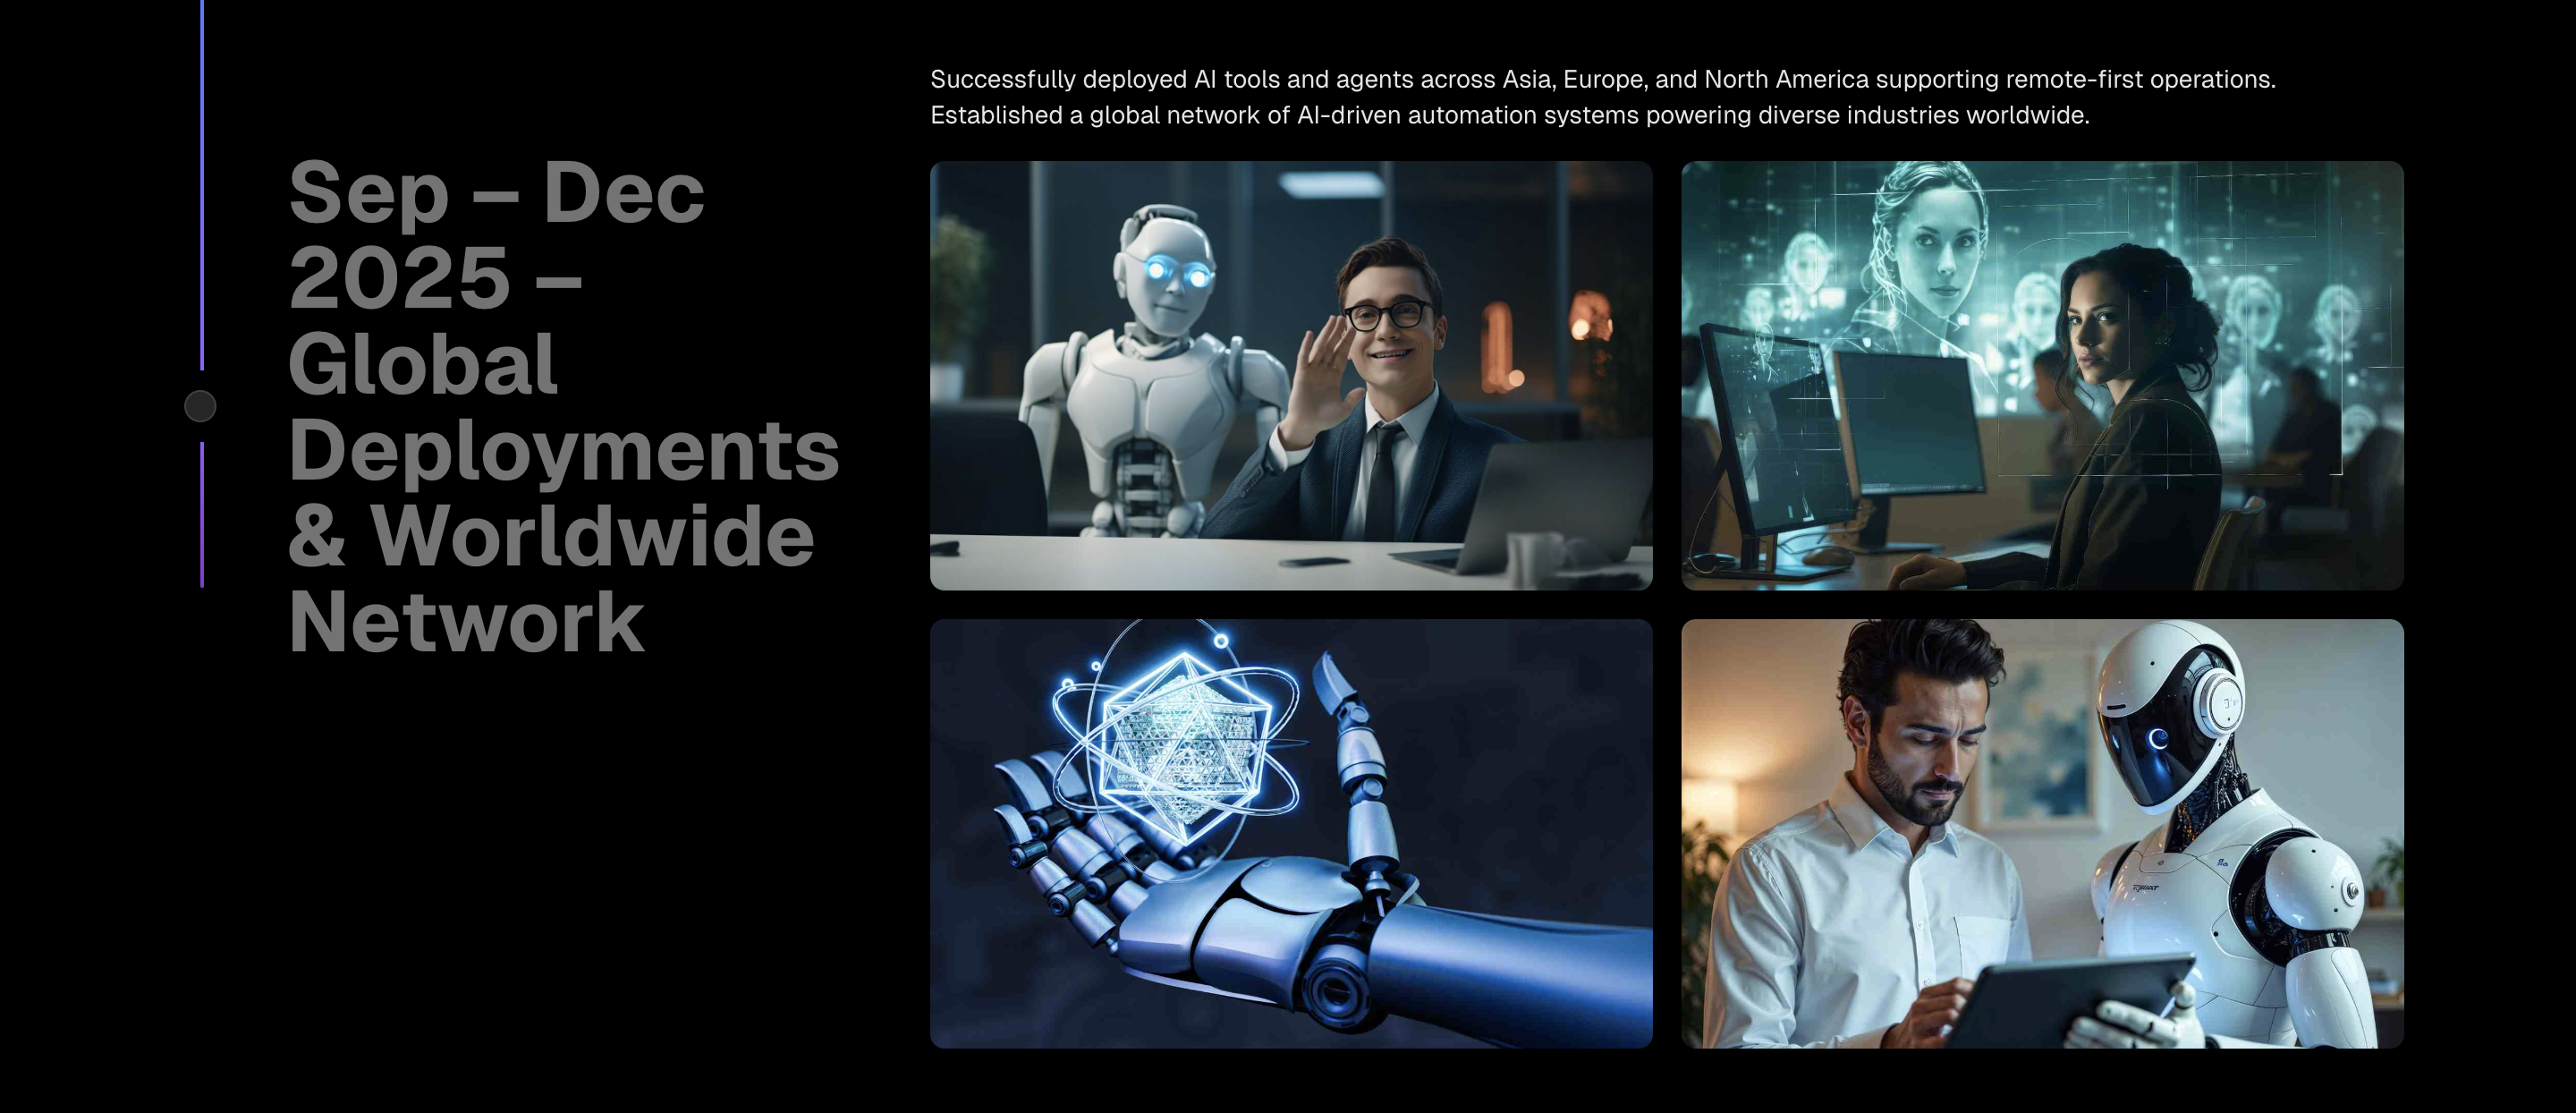 Sep – Dec
2025 –
Global
Deployments
& Worldwide
Network
Successfully deployed AI tools and agents across Asia, Europe, and North America supporting remote-first operations.
Established a global network of AI-driven automation systems powering diverse industries worldwide.